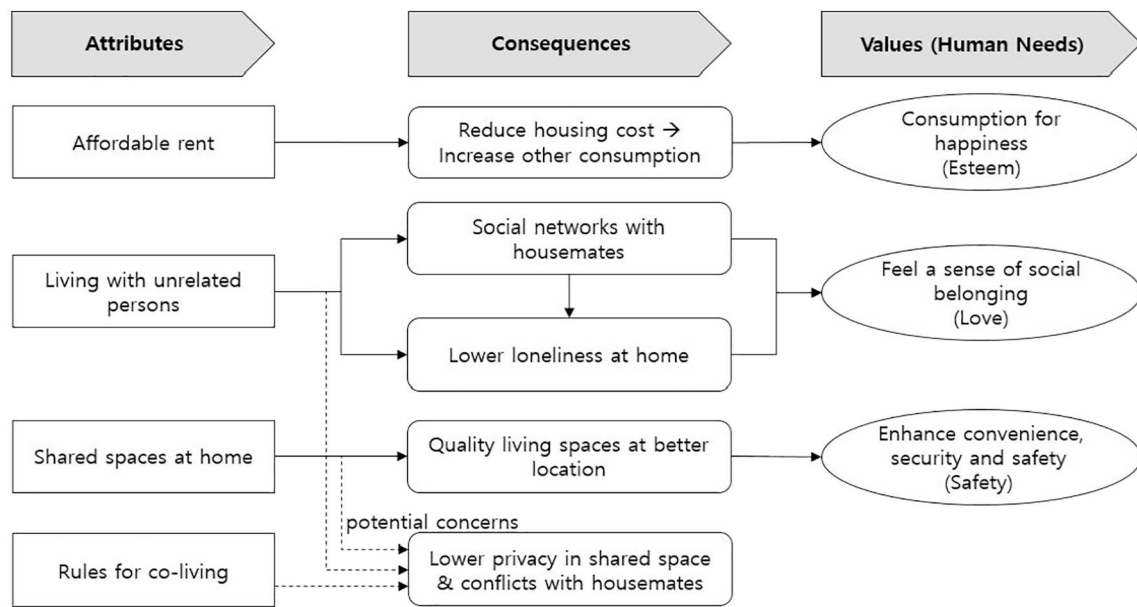 Attributes
Consequences
Values (Human Needs)
Affordable rent
Reduce housing cost →
Increase other consumption
Consumption for
happiness
(Esteem)
Living with unrelated
persons
Social networks with
housemates
Lower loneliness at home
Feel a sense of social
belonging
(Love)
Shared spaces at home
Quality living spaces at better
location
Enhance convenience,
security and safety
(Safety)
potential concerns
Rules for co-living
Lower privacy in shared space
& conflicts with housemates